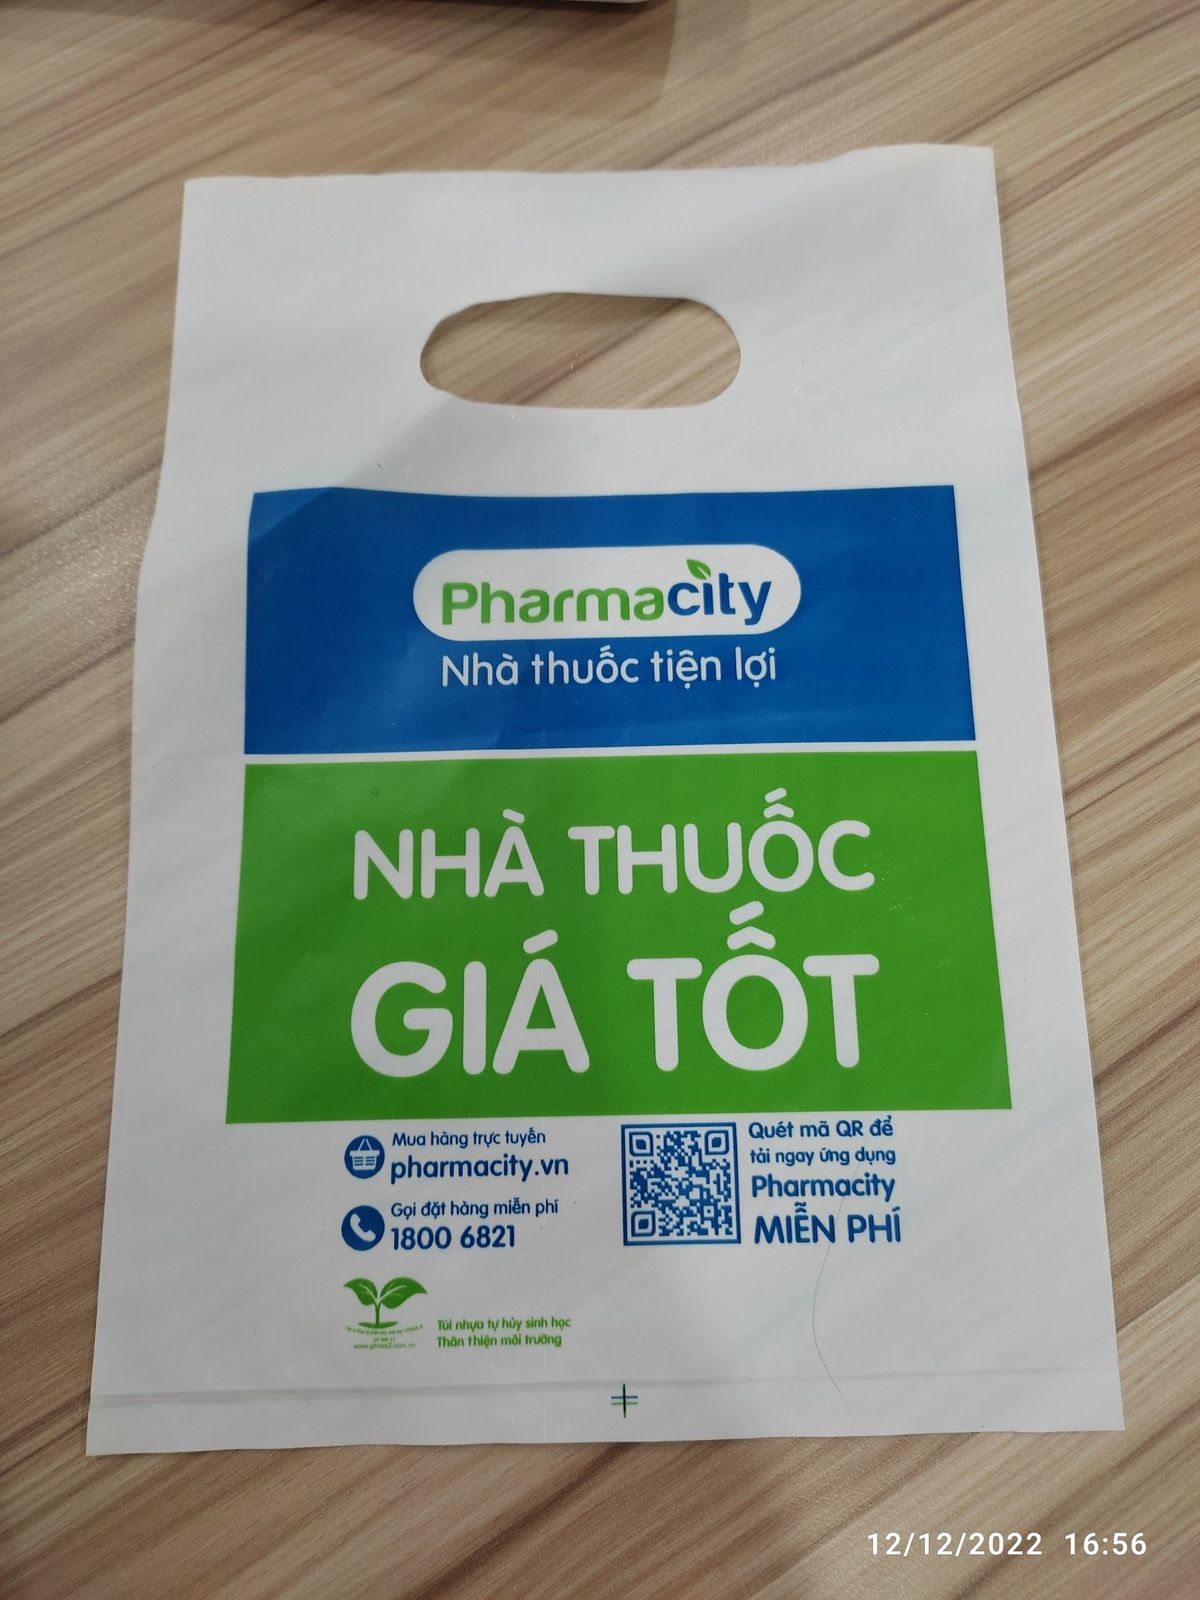 Pharmacity
Nhà thuốc tiện lợi
NHÀ THUỐC
GIÁ TỐT
Mua hàng trực tuyến
pharmacity.vn
Gọi đặt hàng miễn phí
1800 6821
Quét mã QR để
tải ngay ứng dụng
Pharmacity
MIỄN PHÍ
Túi nhựa tự hủy sinh học
Thân thiện môi trường
12/12/2022 16:56